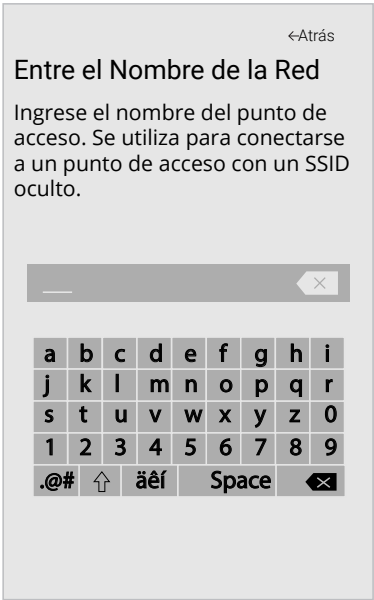 ←Atrás
Entre el Nombre de la Red
Ingrese el nombre del punto de
acceso. Se utiliza para conectarse
a un punto de acceso con un SSID
oculto.
a b c d e f g h i
j k l m n o p q r
s t u v w x y z 0
1 2 3 4 5 6 7 8 9
.@# ⇧ äêí Space ⌫